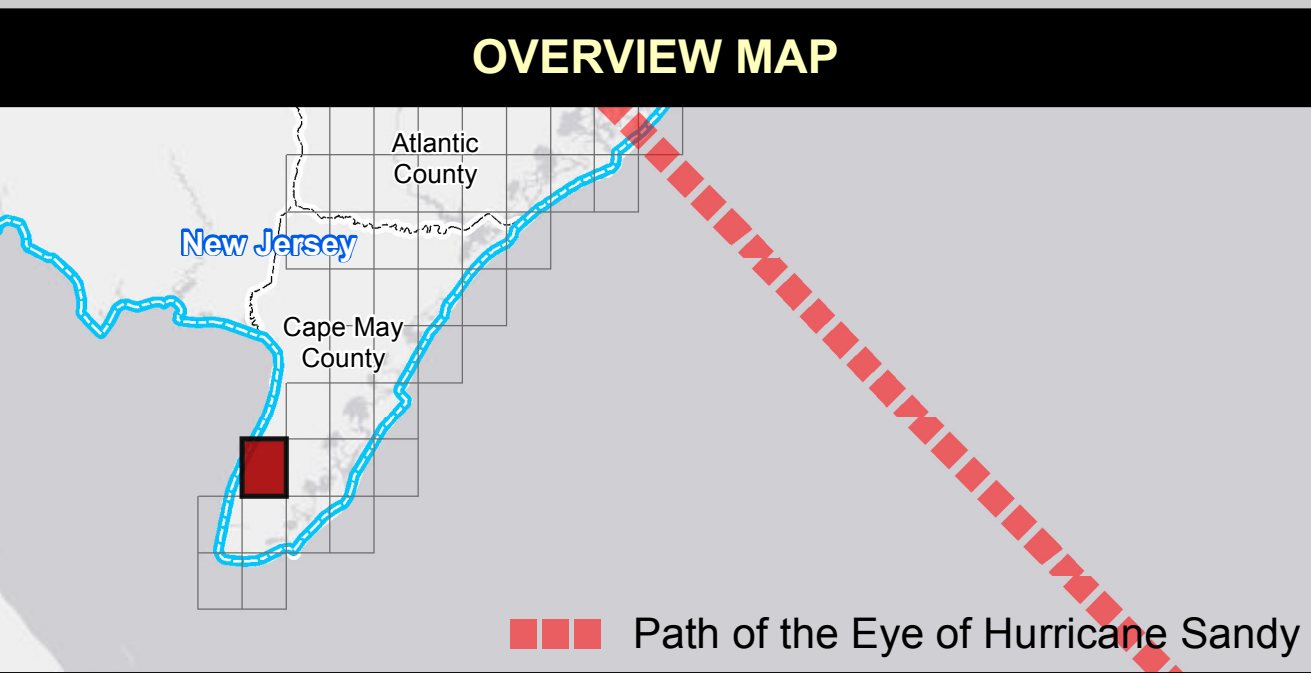 OVERVIEW MAP
Atlantic
County
New Jersey
Cape May
County
Path of the Eye of Hurricane Sandy